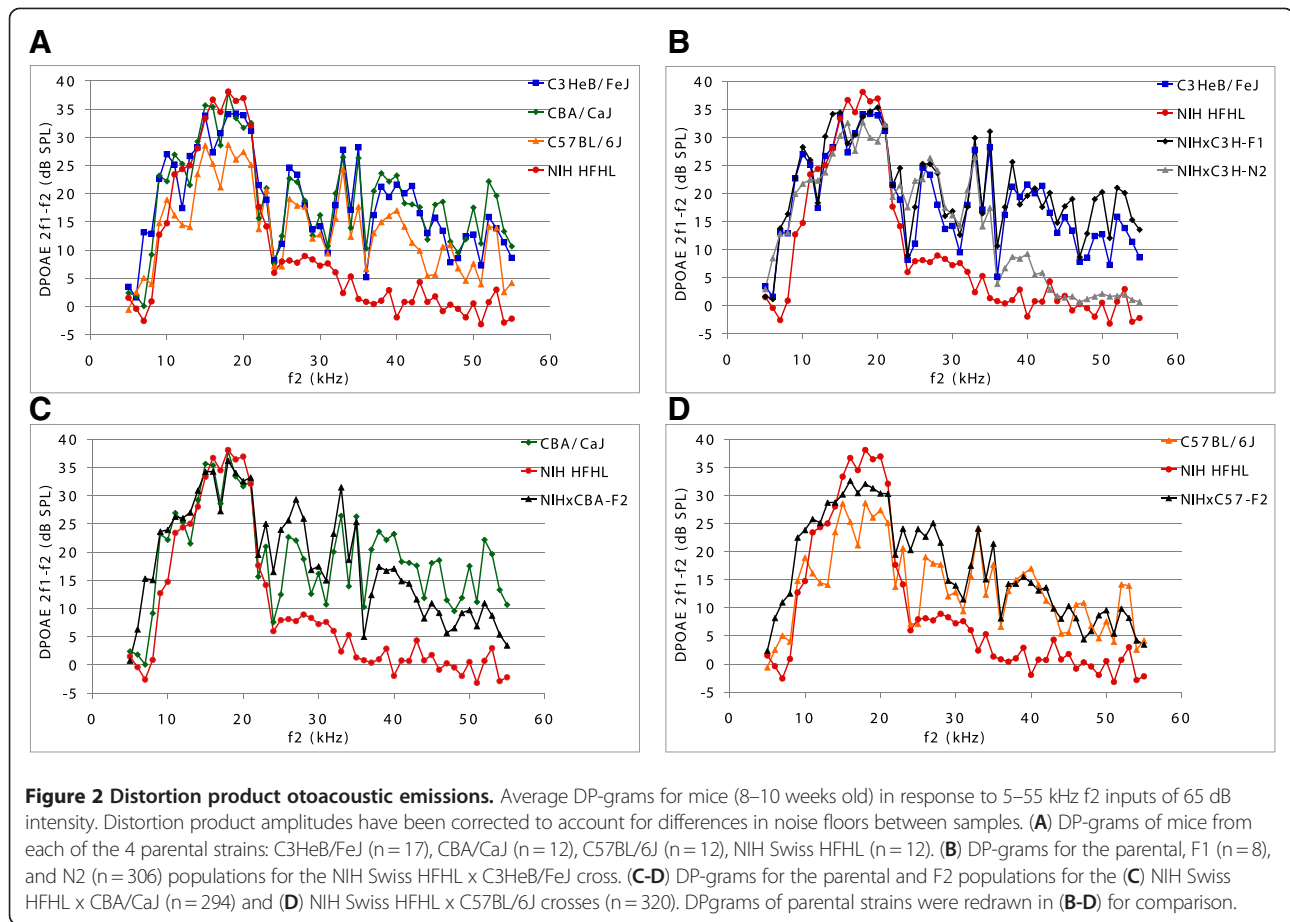 A
40
35
30
25
20
15
10
5
0
-5
DPOAE 2f1-f2 (dB SPL)
0 10 20 30 40 50 60
f2 (kHz)
C3HeB/FeJ
CBA/CaJ
C57BL/6J
NIH HFHL
B
40
35
30
25
20
15
10
5
0
-5
DPOAE 2f1-f2 (dB SPL)
0 10 20 30 40 50 60
f2 (kHz)
C3HeB/FeJ
NIH HFHL
NIHxC3H-F1
NIHxC3H-N2
C
40
35
30
25
20
15
10
5
0
-5
DPOAE 2f1-f2 (dB SPL)
0 10 20 30 40 50 60
f2 (kHz)
CBA/CaJ
NIH HFHL
NIHxCBA-F2
D
40
35
30
25
20
15
10
5
0
-5
DPOAE 2f1-f2 (dB SPL)
0 10 20 30 40 50 60
f2 (kHz)
C57BL/6J
NIH HFHL
NIHxC57-F2
Figure 2 Distortion product otoacoustic emissions. Average DP-grams for mice (8–10 weeks old) in response to 5–55 kHz f2 inputs of 65 dB
intensity. Distortion product amplitudes have been corrected to account for differences in noise floors between samples. (A) DP-grams of mice from
each of the 4 parental strains: C3HeB/FeJ (n = 17), CBA/CaJ (n = 12), C57BL/6J (n = 12), NIH Swiss HFHL (n = 12). (B) DP-grams for the parental, F1 (n = 8),
and N2 (n = 306) populations for the NIH Swiss HFHL x C3HeB/FeJ cross. (C-D) DP-grams for the parental and F2 populations for the (C) NIH Swiss
HFHL x CBA/CaJ (n = 294) and (D) NIH Swiss HFHL x C57BL/6J crosses (n = 320). DPgrams of parental strains were redrawn in (B-D) for comparison.